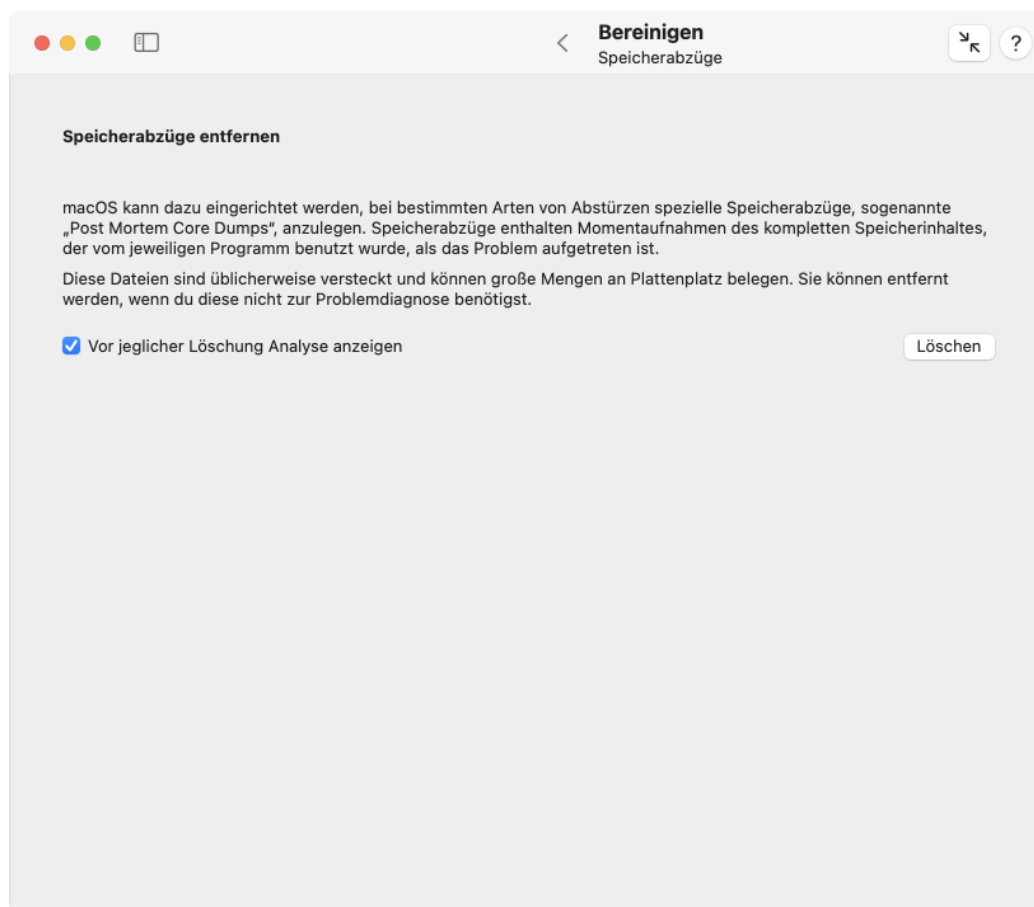 Bereinigen
Speicherabzüge
?
Speicherabzüge entfernen
macOS kann dazu eingerichtet werden, bei bestimmten Arten von Abstürzen spezielle Speicherabzüge, sogenannte
„Post Mortem Core Dumps“, anzulegen. Speicherabzüge enthalten Momentaufnahmen des kompletten Speicherinhaltes,
der vom jeweiligen Programm benutzt wurde, als das Problem aufgetreten ist.
Diese Dateien sind üblicherweise versteckt und können große Mengen an Plattenplatz belegen. Sie können entfernt
werden, wenn du diese nicht zur Problemdiagnose benötigst.
Vor jeglicher Löschung Analyse anzeigen
Löschen